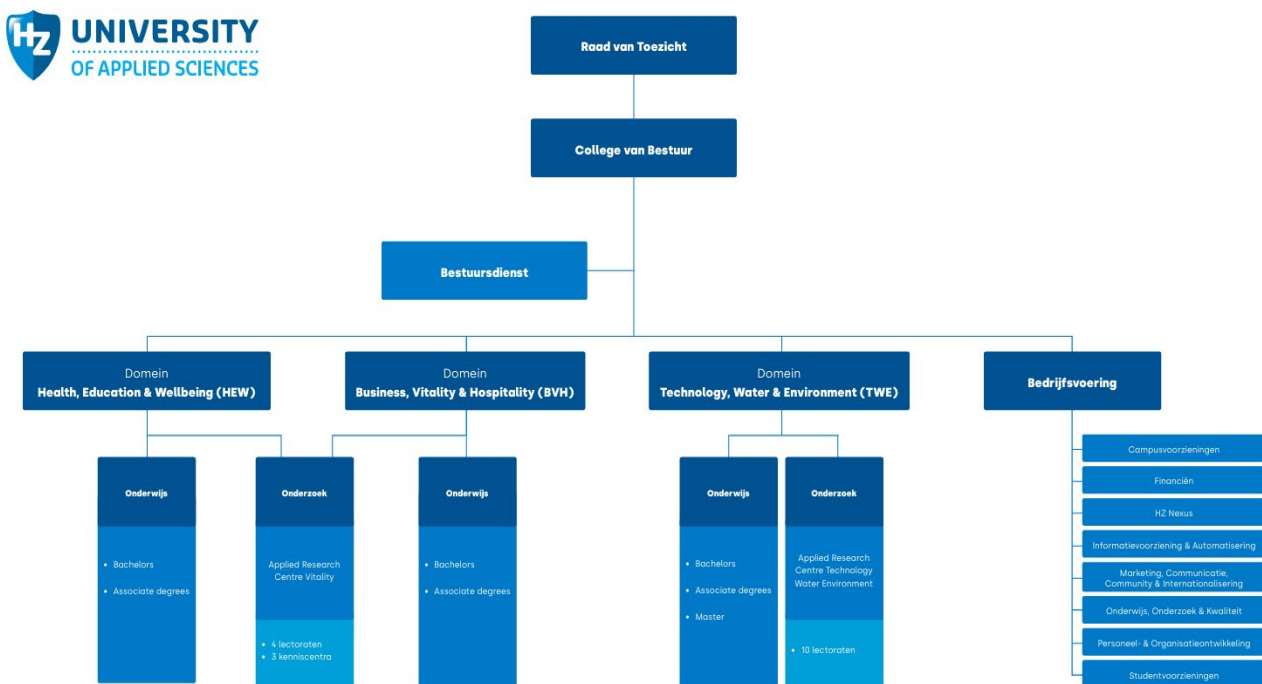 HZ UNIVERSITY
OF APPLIED SCIENCES
Raad van Toezicht
College van Bestuur
Bestuursdienst
Domein
Health, Education & Wellbeing (HEW)
Domein
Business, Vitality & Hospitality (BVH)
Domein
Technology, Water & Environment (TWE)
Bedrijfsvoering
Onderwijs
• Bachelors
• Associate degrees
Onderzoek
Applied Research
Centre Vitality
• 4 lectoraten
• 3 kenniscentra
Onderwijs
• Bachelors
• Associate degrees
Onderwijs
• Bachelors
• Associate degrees
• Master
Onderzoek
Applied Research
Centre Technology
Water Environment
• 10 lectoraten
Campusvoorzieningen
Financiën
HZ Nexus
Informatievoorziening & Automatisering
Marketing, Communicatie,
Community & Internationalisering
Onderwijs, Onderzoek & Kwaliteit
Personeel- & Organisatieontwikkeling
Studentvoorzieningen